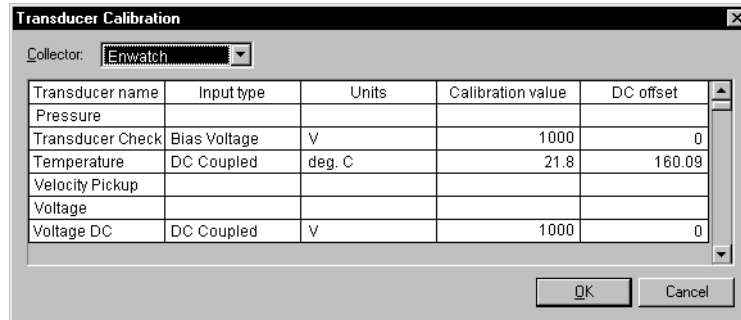 Transducer Calibration
Collector: Enwatch
Transducer name Input type Units Calibration value DC offset
Pressure
Transducer Check Bias Voltage V 1000 0
Temperature DC Coupled deg. C 21.8 160.09
Velocity Pickup
Voltage
Voltage DC DC Coupled V 1000 0
OK Cancel